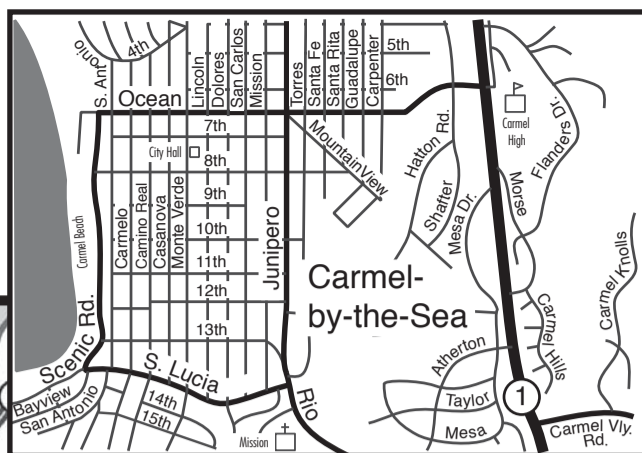 S. Antonio
4th
Lincoln
Dolores
San Carlos
Mission
Torres
Santa Fe
Santa Rita
Guadalupe
Carpenter
5th
6th
Ocean
7th
City Hall
8th
Mountain View
Hatton Rd.
Carmel
High
Flanders Dr.
Carmel Beach
Carmelo
Camino Real
Casanova
Monte Verde
9th
10th
11th
12th
13th
Junipero
Shafter
Mesa Dr.
Morse
Carmel-
by-the-Sea
Carmel Knolls
Scenic Rd.
S. Lucia
Rio
Atherton
Carmel Hills
Bayview
San Antonio
14th
15th
Mission
Taylor
Mesa
1
Carmel Vly.
Rd.